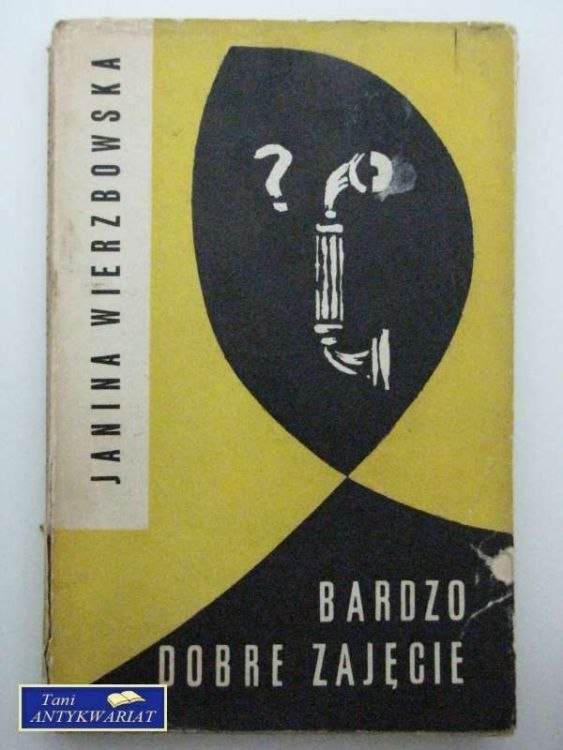 JANINA WIERZBOWSKA
?
BARDZO
DOBRE ZAJĘCIE
Tani
ANTYKWARIAT